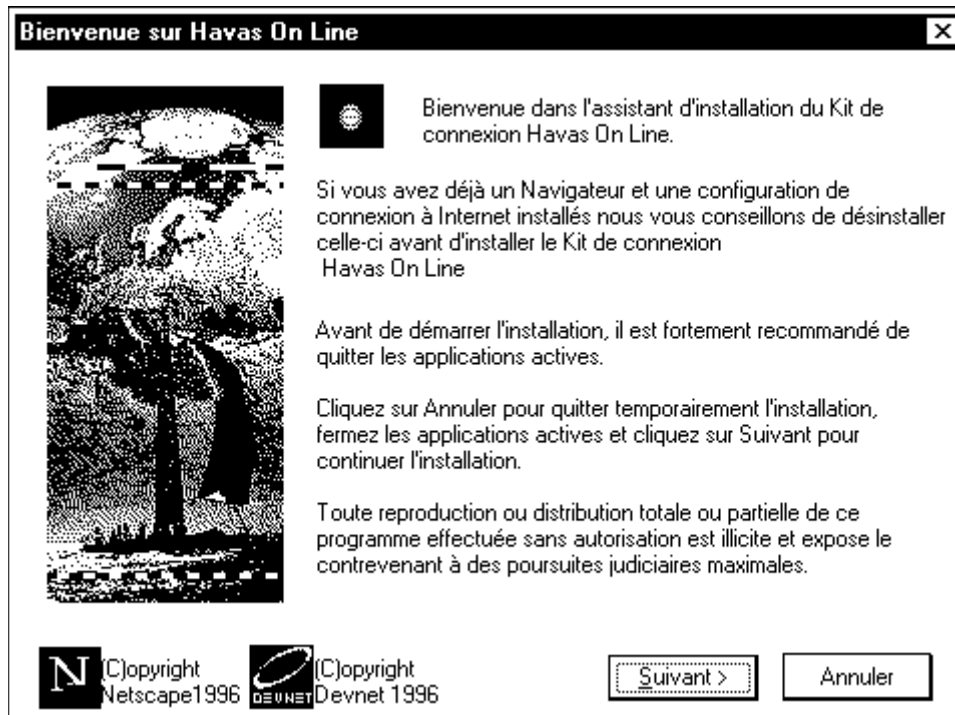 Bienvenue sur Havas On Line
Bienvenue dans l'assistant d'installation du Kit de
connexion Havas On Line.
Si vous avez déjà un Navigateur et une configuration de
connexion à Internet installés nous vous conseillons de désinstaller
celle-ci avant d'installer le Kit de connexion
Havas On Line
Avant de démarrer l'installation, il est fortement recommandé de
quitter les applications actives.
Cliquez sur Annuler pour quitter temporairement l'installation,
fermez les applications actives et cliquez sur Suivant pour
continuer l'installation.
Toute reproduction ou distribution totale ou partielle de ce
programme effectuée sans autorisation est illicite et expose le
contrevenant à des poursuites judiciaires maximales.
N
(C)opyright
Netscape1996
DEVNET
(C)opyright
Devnet 1996
Suivant >
Annuler